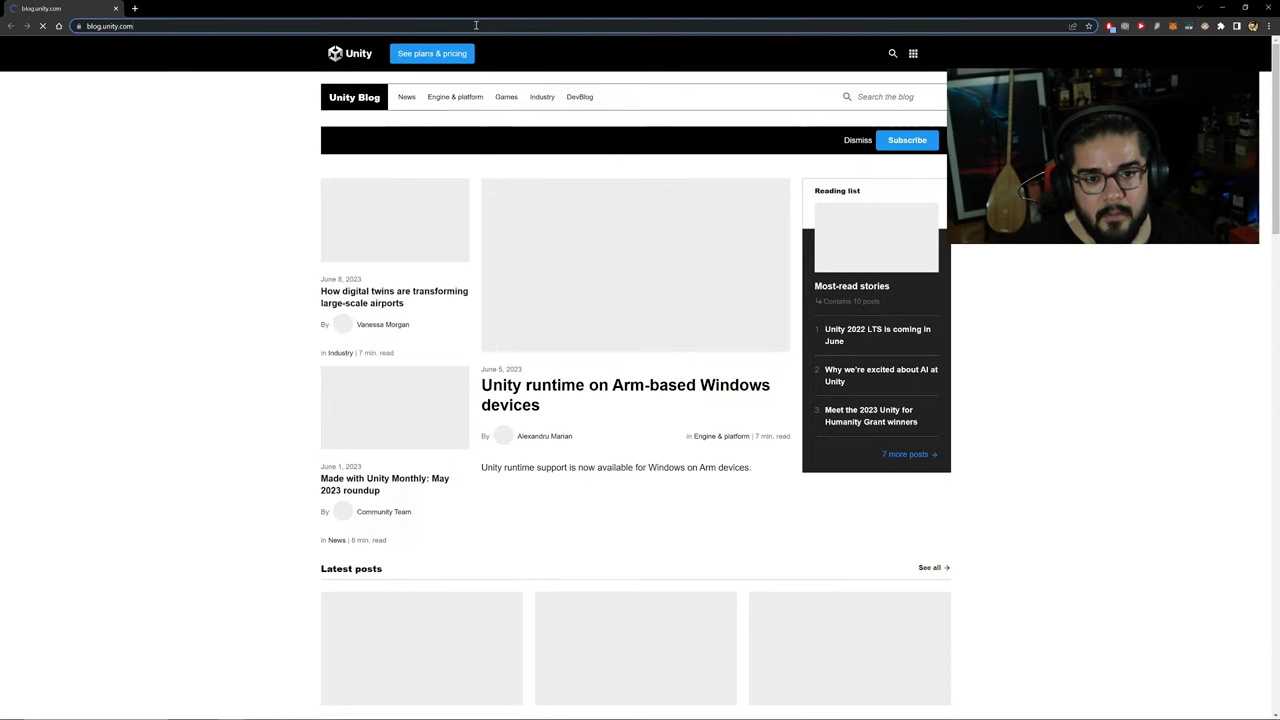 blog.unity.com
blog.unity.com
Unity
See plans & pricing
Unity Blog
News
Engine & platform
Games
Industry
DevBlog
Search the blog
Dismiss
Subscribe
June 8, 2023
How digital twins are transforming
large-scale airports
By Vanessa Morgan
in Industry | 7 min. read
June 1, 2023
Made with Unity Monthly: May
2023 roundup
By Community Team
in News | 8 min. read
June 5, 2023
Unity runtime on Arm-based Windows
devices
By Alexandru Marian
in Engine & platform | 7 min. read
Unity runtime support is now available for Windows on Arm devices.
Reading list
Most-read stories
Contains 10 posts
1 Unity 2022 LTS is coming in
June
2 Why we're excited about AI at
Unity
3 Meet the 2023 Unity for
Humanity Grant winners
7 more posts →
Latest posts
See all →